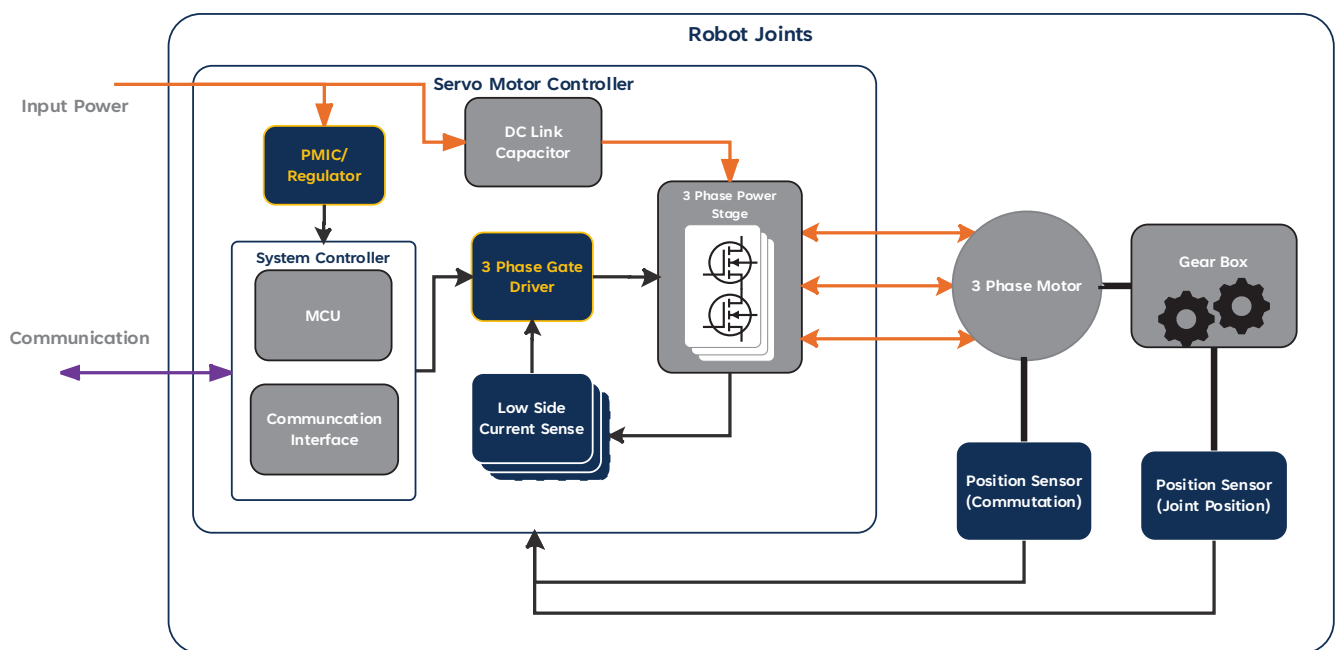 Robot Joints
Servo Motor Controller
Input Power
DC Link
Capacitor
PMIC/
Regulator
3 Phase Power
Stage
System Controller
MCU
3 Phase Gate
Driver
3 Phase Motor
Gear Box
Communication
Communcation
Interface
Low Side
Current Sense
Position Sensor
(Commutation)
Position Sensor
(Joint Position)